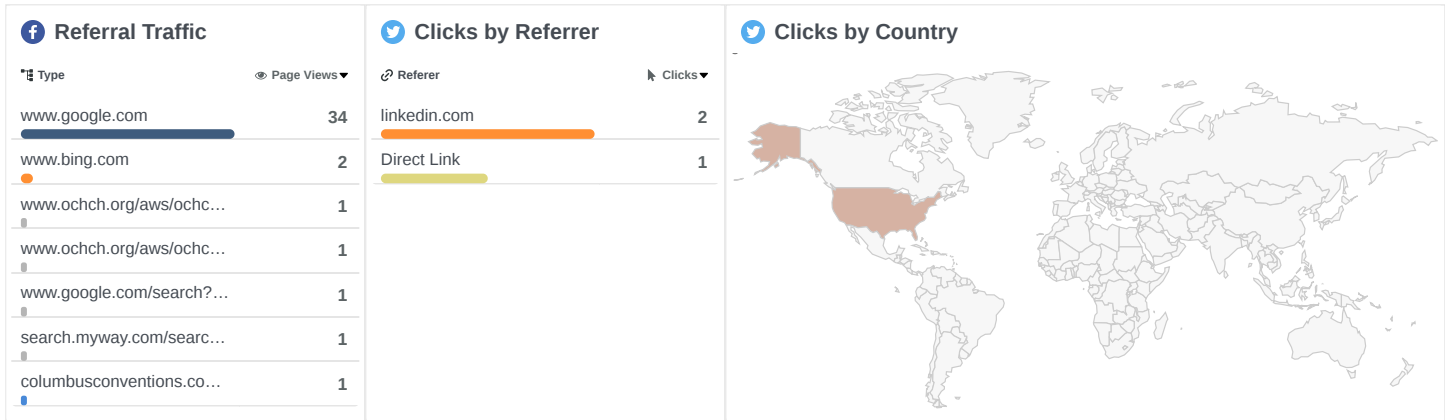 Referral Traffic
Type Page Views
www.google.com 34
www.bing.com 2
www.ochch.org/aws/ochc… 1
www.ochch.org/aws/ochc… 1
www.google.com/search?… 1
search.myway.com/searc… 1
columbusconventions.co… 1
Clicks by Referrer
Referer Clicks
linkedin.com 2
Direct Link 1
Clicks by Country